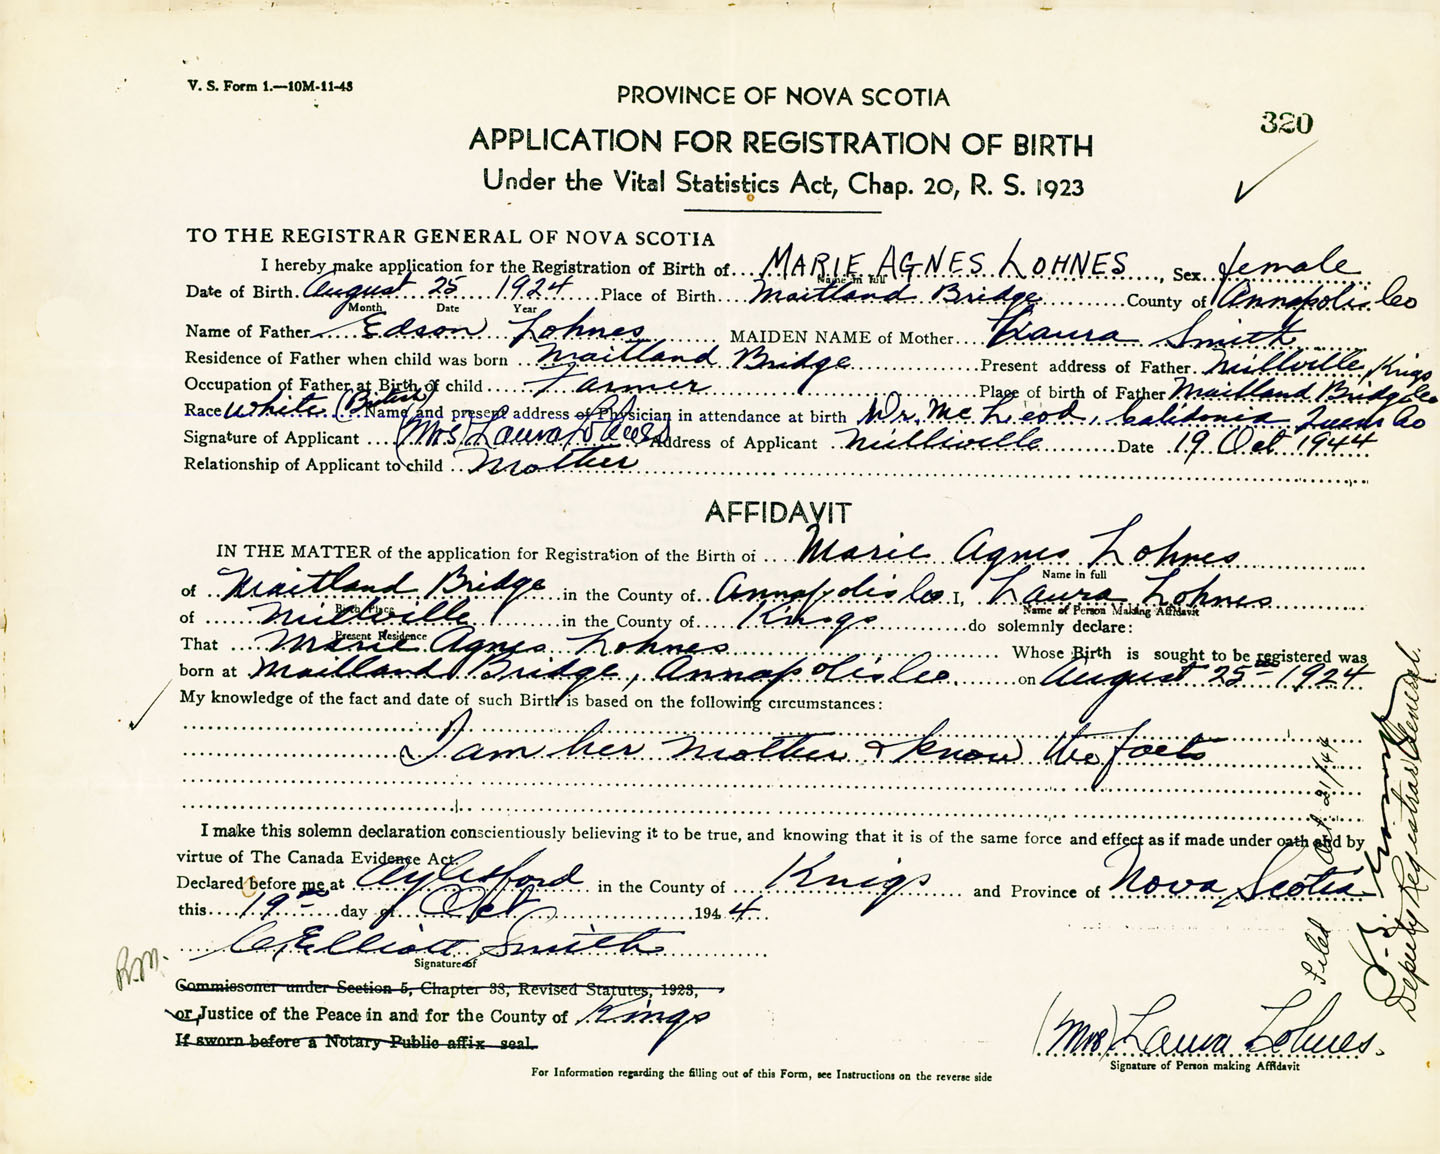 V. S. Form 1.—10M-11-43
PROVINCE OF NOVA SCOTIA
320
APPLICATION FOR REGISTRATION OF BIRTH
Under the Vital Statistics Act, Chap. 20, R. S. 1923
TO THE REGISTRAR GENERAL OF NOVA SCOTIA
I hereby make application for the Registration of Birth of MARIE AGNES LOHNES, Sex female
Name in full
Date of Birth August 25 1924 Place of Birth Maitland Bridge County of Annapolis Co
Month Date Year
Name of Father Edson Lohnes MAIDEN NAME of Mother Laura Smith
Residence of Father when child was born Maitland Bridge Present address of Father Millville Kings
Occupation of Father at Birth of child Farmer Place of birth of Father Maitland Bridge
Race White (British) Name and present address of Physician in attendance at birth Dr. Mc Leod, Calidonia Co
Signature of Applicant (Mrs) Laura Lohnes Address of Applicant Millville Date 19 Oct 1944
Relationship of Applicant to child Mother
AFFIDAVIT
IN THE MATTER of the application for Registration of the Birth of Marie Agnes Lohnes
Name in full
of Maitland Bridge in the County of Annapolis Co I, Laura Lohnes
Birth Place Name of Person Making Affidavit
of Millville in the County of Kings do solemnly declare:
Present Residence
That Marie Agnes Lohnes Whose Birth is sought to be registered was
born at Maitland Bridge, Annapolis Co. on August 25th 1924
My knowledge of the fact and date of such Birth is based on the following circumstances:
I am her mother & know the facts
I make this solemn declaration conscientiously believing it to be true, and knowing that it is of the same force and effect as if made under oath and by
virtue of The Canada Evidence Act.
Declared before me at Aylesford in the County of Kings and Province of Nova Scotia
this 19th day of Oct 1944
C. Elliott Smith
Signature of
R.M.
Commissoner under Section 5, Chapter 33, Revised Statutes, 1923,
or Justice of the Peace in and for the County of Kings
If sworn before a Notary Public affix seal.
(Mrs) Laura Lohnes.
Signature of Person making Affidavit
For Information regarding the filling out of this Form, see Instructions on the reverse side
Filed Oct 21/44
Deputy Registrar General.